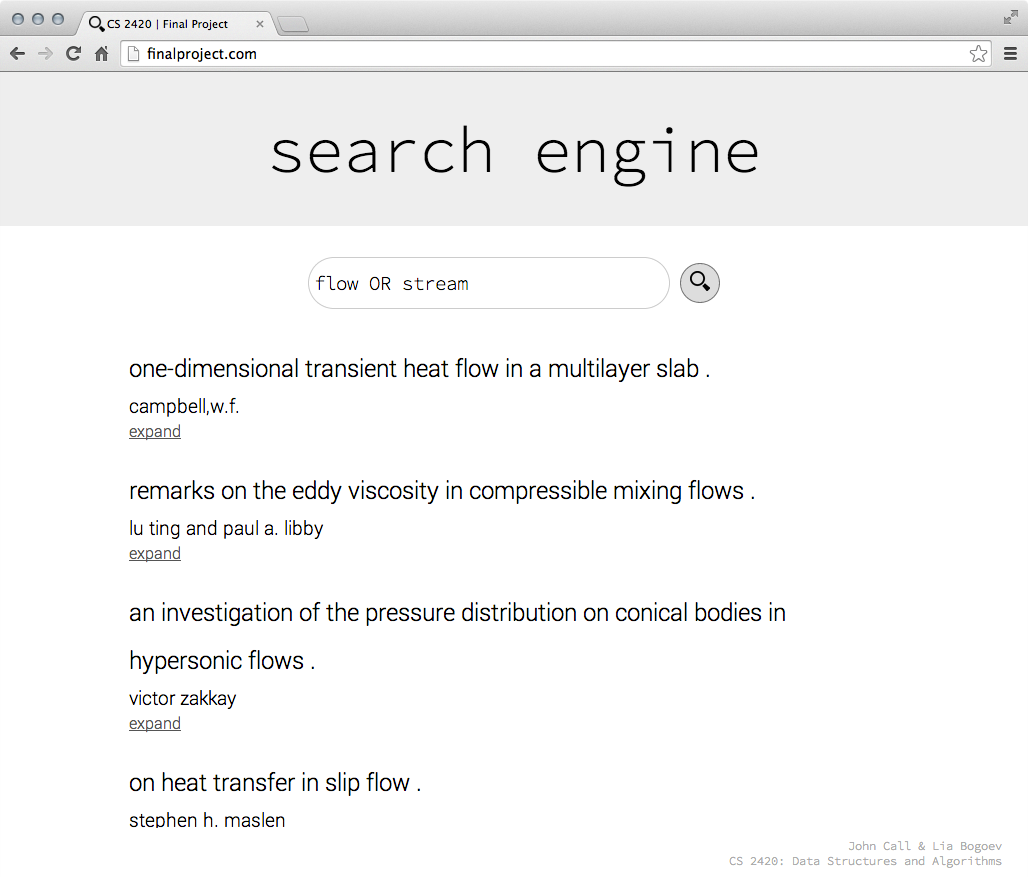 CS 2420 | Final Project
finalproject.com
search engine
flow OR stream
one-dimensional transient heat flow in a multilayer slab .
campbell,w.f.
expand
remarks on the eddy viscosity in compressible mixing flows .
lu ting and paul a. libby
expand
an investigation of the pressure distribution on conical bodies in
hypersonic flows .
victor zakkay
expand
on heat transfer in slip flow .
stephen h. maslen
John Call & Lia Bogoev
CS 2420: Data Structures and Algorithms